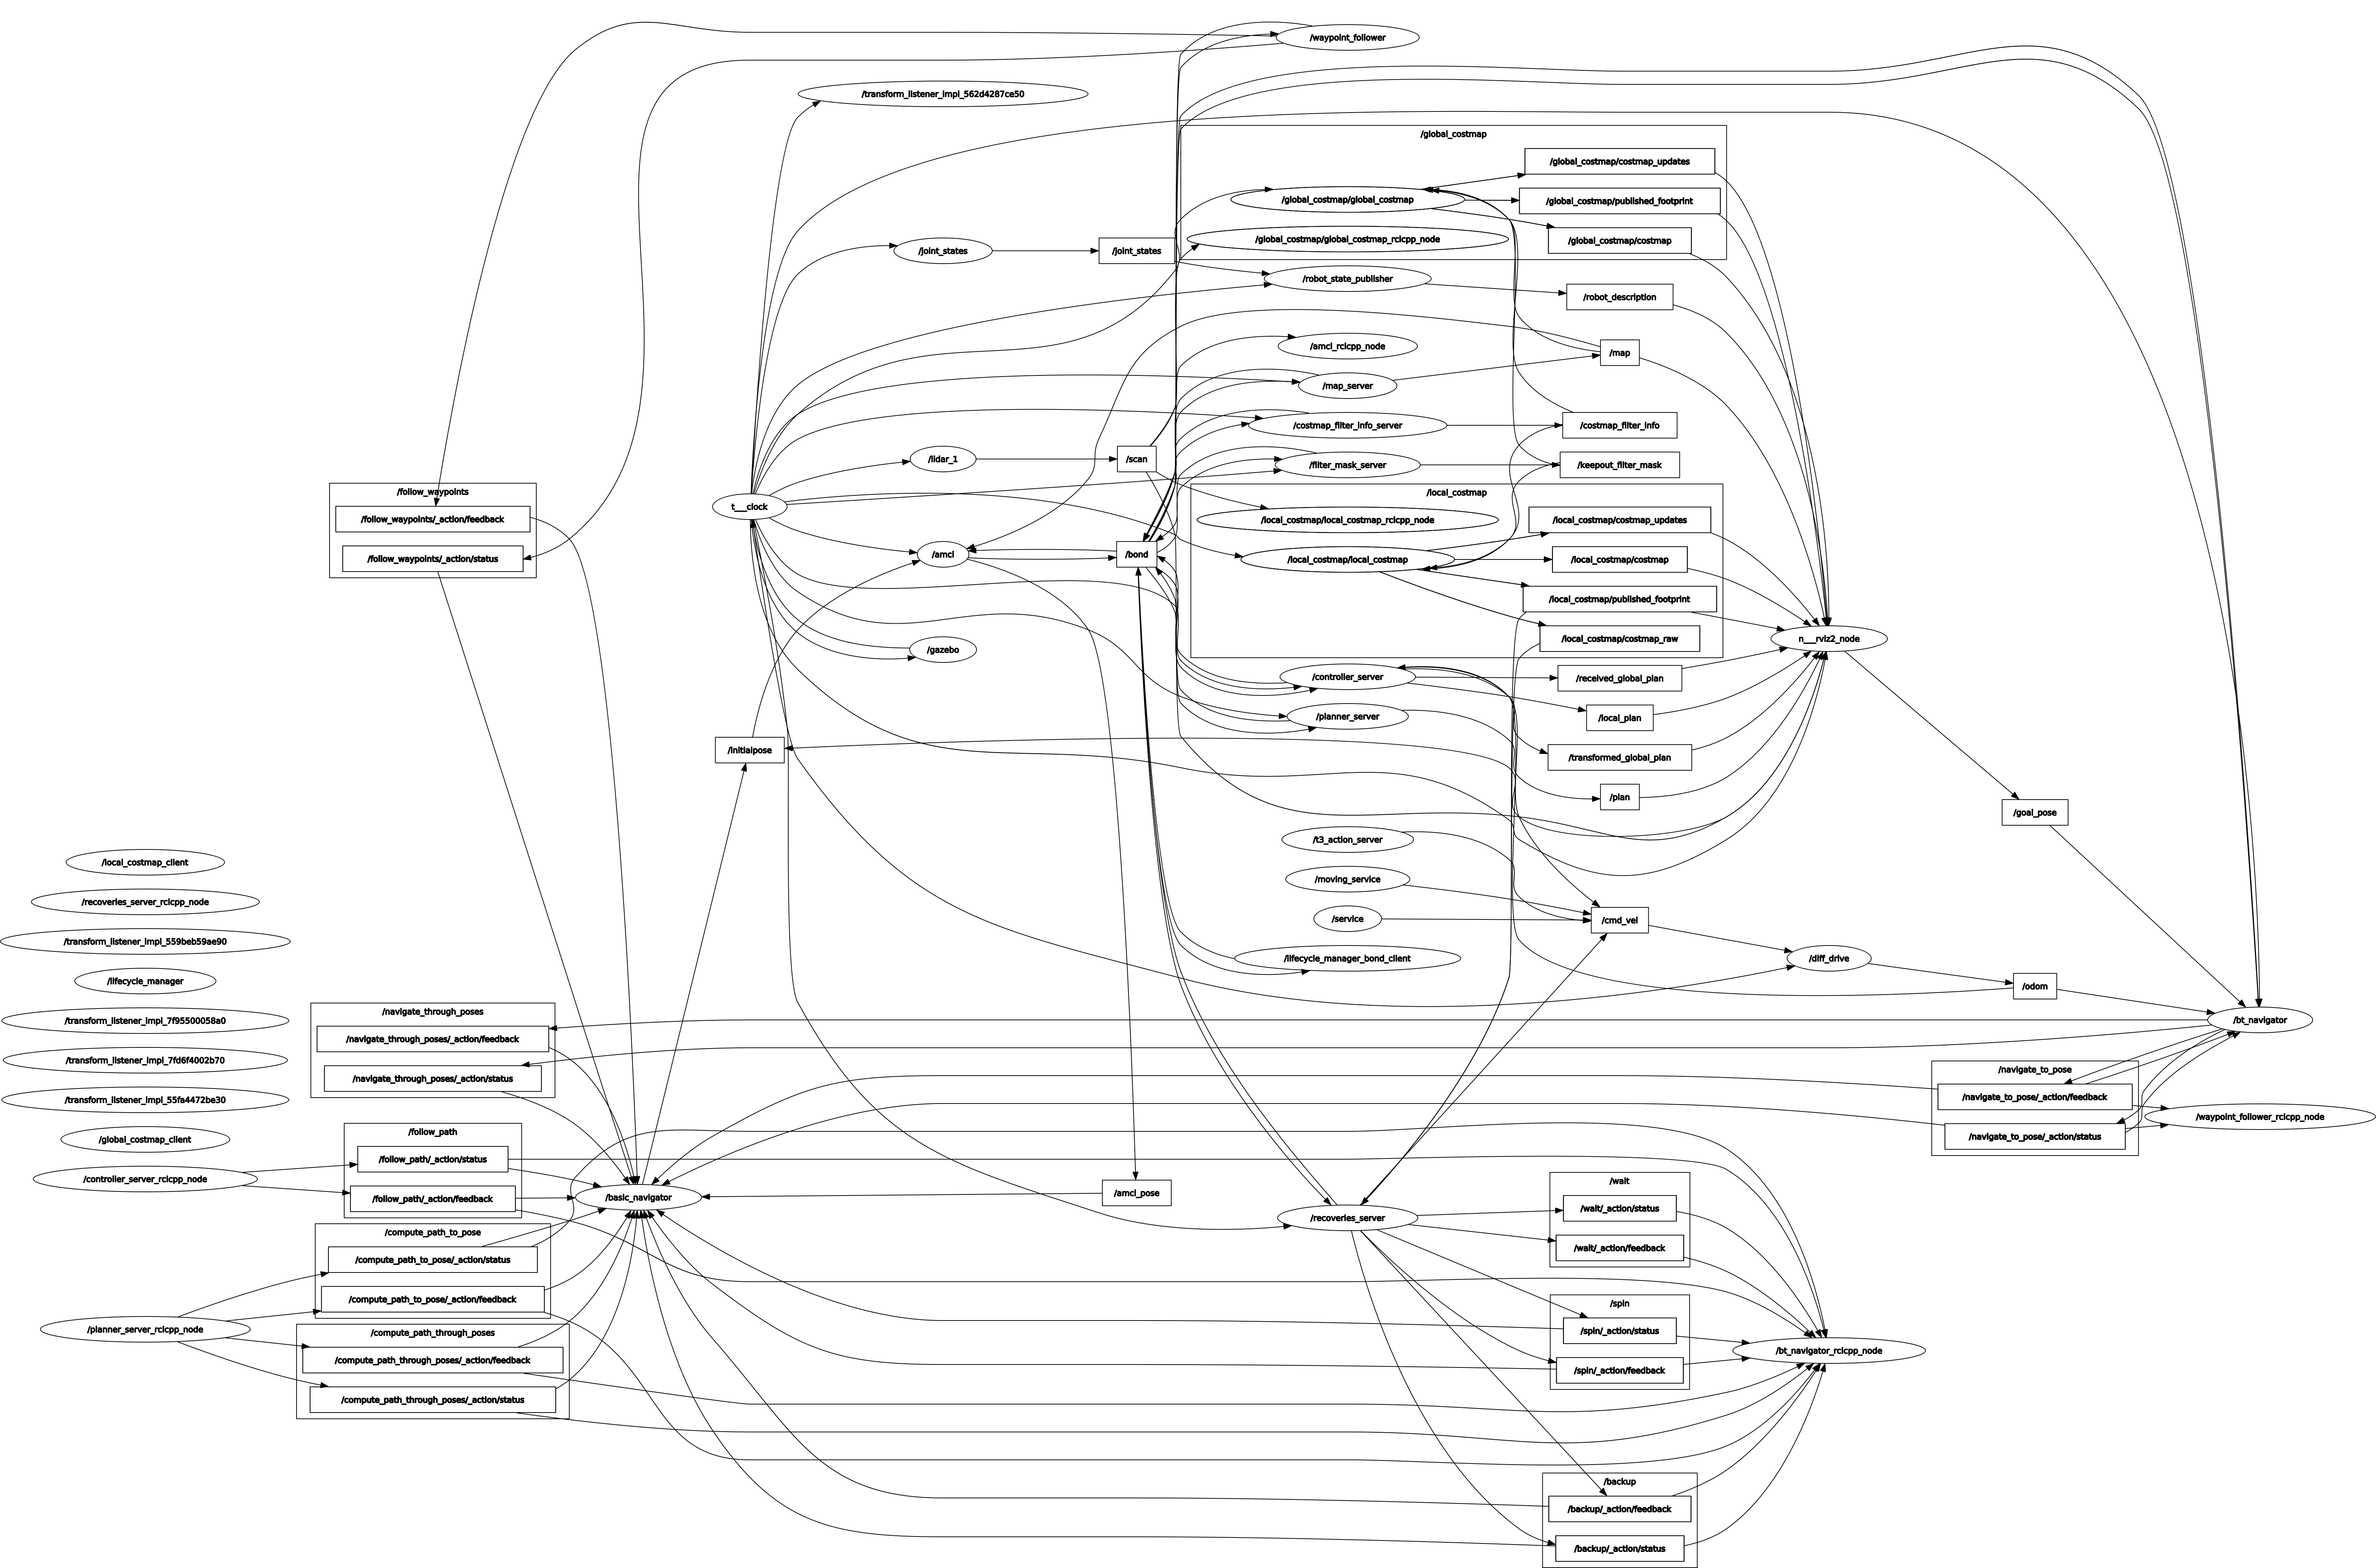 /waypoint_follower
/transform_listener_impl_562d4287ce50
/global_costmap
/global_costmap/costmap_updates
/global_costmap/global_costmap
/global_costmap/published_footprint
/global_costmap/global_costmap_rclcpp_node
/global_costmap/costmap
/joint_states
/joint_states
/robot_state_publisher
/robot_description
/amcl_rclcpp_node
/map
/map_server
/costmap_filter_info_server
/costmap_filter_info
/lidar_1
/scan
/filter_mask_server
/keepout_filter_mask
/follow_waypoints
/follow_waypoints/_action/feedback
/follow_waypoints/_action/status
t___clock
/local_costmap
/local_costmap/local_costmap_rclcpp_node
/local_costmap/costmap_updates
/amcl
/bond
/local_costmap/local_costmap
/local_costmap/costmap
/local_costmap/published_footprint
/local_costmap/costmap_raw
n___rviz2_node
/gazebo
/controller_server
/received_global_plan
/planner_server
/local_plan
/initialpose
/transformed_global_plan
/plan
/goal_pose
/t3_action_server
/moving_service
/service
/cmd_vel
/lifecycle_manager_bond_client
/diff_drive
/odom
/bt_navigator
/local_costmap_client
/recoveries_server_rclcpp_node
/transform_listener_impl_559beb59ae90
/lifecycle_manager
/transform_listener_impl_7f95500058a0
/transform_listener_impl_7fd6f4002b70
/transform_listener_impl_55fa4472be30
/global_costmap_client
/controller_server_rclcpp_node
/planner_server_rclcpp_node
/navigate_through_poses
/navigate_through_poses/_action/feedback
/navigate_through_poses/_action/status
/follow_path
/follow_path/_action/status
/follow_path/_action/feedback
/compute_path_to_pose
/compute_path_to_pose/_action/status
/compute_path_to_pose/_action/feedback
/compute_path_through_poses
/compute_path_through_poses/_action/feedback
/compute_path_through_poses/_action/status
/basic_navigator
/amcl_pose
/recoveries_server
/navigate_to_pose
/navigate_to_pose/_action/feedback
/navigate_to_pose/_action/status
/waypoint_follower_rclcpp_node
/wait
/wait/_action/status
/wait/_action/feedback
/spin
/spin/_action/status
/spin/_action/feedback
/bt_navigator_rclcpp_node
/backup
/backup/_action/feedback
/backup/_action/status